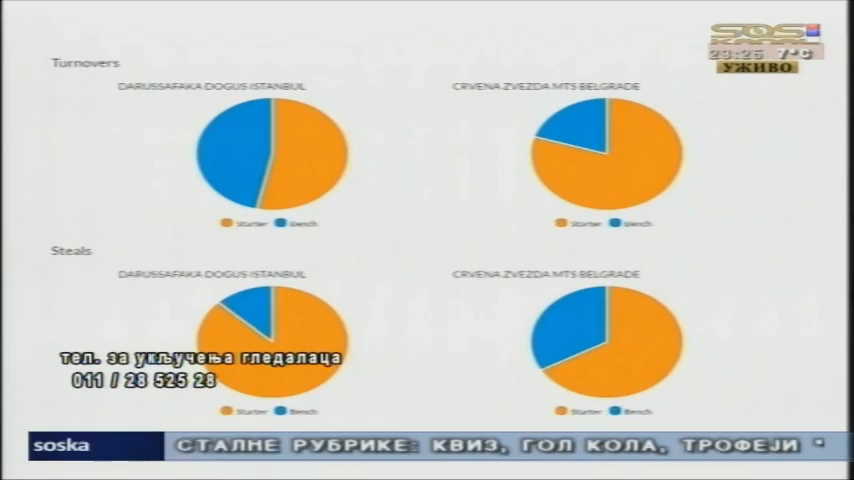 SOS
KANAL
23:25 7°C
УЖИВО
Turnovers
DARUSSAFAKA DOGUS ISTANBUL
CRVENA ZVEZDA MTS BELGRADE
Starter Bench
Starter Bench
Steals
DARUSSAFAKA DOGUS ISTANBUL
CRVENA ZVEZDA MTS BELGRADE
Starter Bench
Starter Bench
тел. за укључења гледалаца
011 / 28 525 28
soska
СТАЛНЕ РУБРИКЕ: КВИЗ, ГОЛ КОЛА, ТРОФЕЈИ *